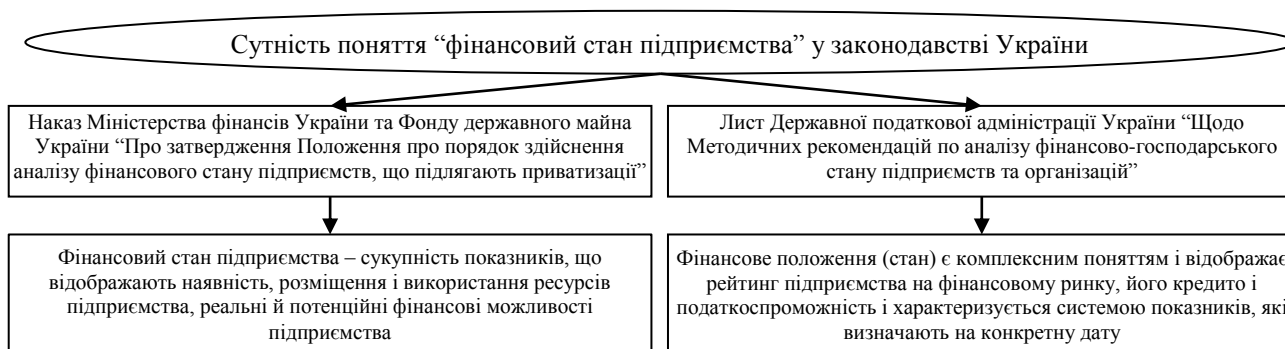 Сутність поняття “фінансовий стан підприємства” у законодавстві України
Наказ Міністерства фінансів України та Фонду державного майна
України “Про затвердження Положення про порядок здійснення
аналізу фінансового стану підприємств, що підлягають приватизації”
Лист Державної податкової адміністрації України “Щодо
Методичних рекомендацій по аналізу фінансово-господарського
стану підприємств та організацій”
Фінансовий стан підприємства – сукупність показників, що
відображають наявність, розміщення і використання ресурсів
підприємства, реальні й потенційні фінансові можливості
підприємства
Фінансове положення (стан) є комплексним поняттям і відображає
рейтинг підприємства на фінансовому ринку, його кредито і
податкоспроможність і характеризується системою показників, які
визначають на конкретну дату